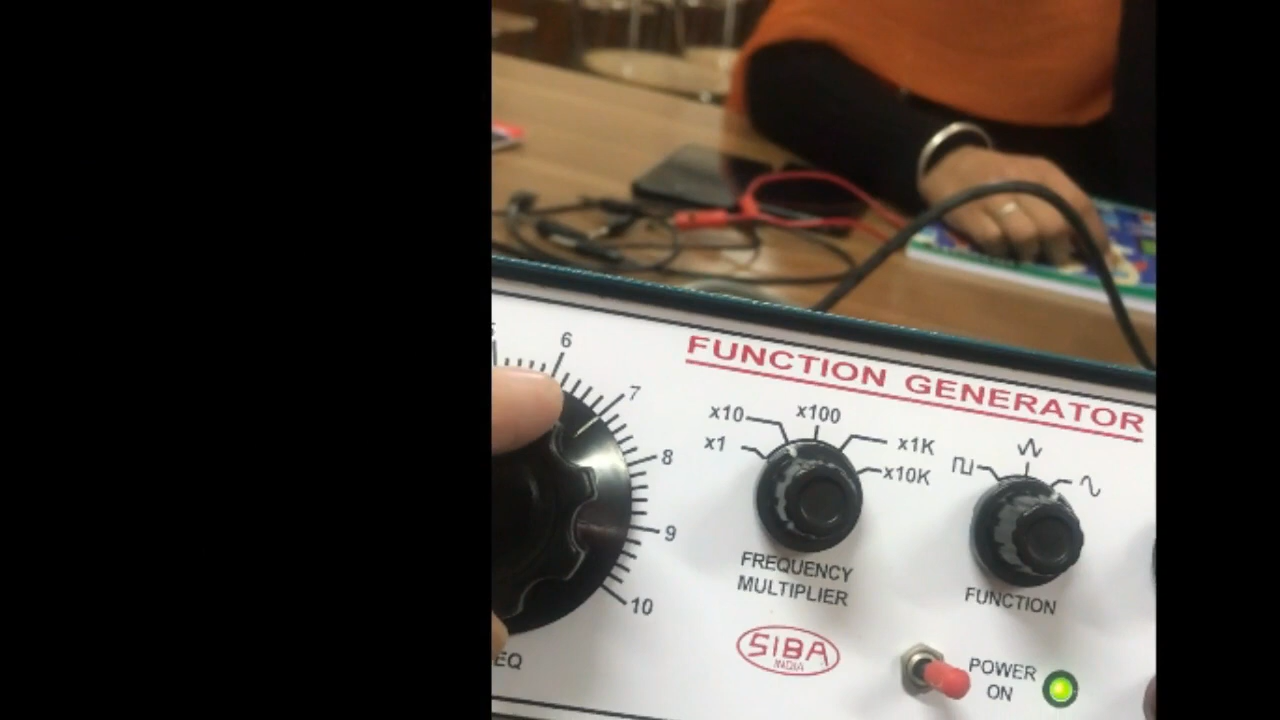 FUNCTION GENERATOR
6
7
8
9
10
x1
x10
x100
x1K
x10K
FREQUENCY
MULTIPLIER
FUNCTION
SIBA
INDIA
POWER
ON
EQ